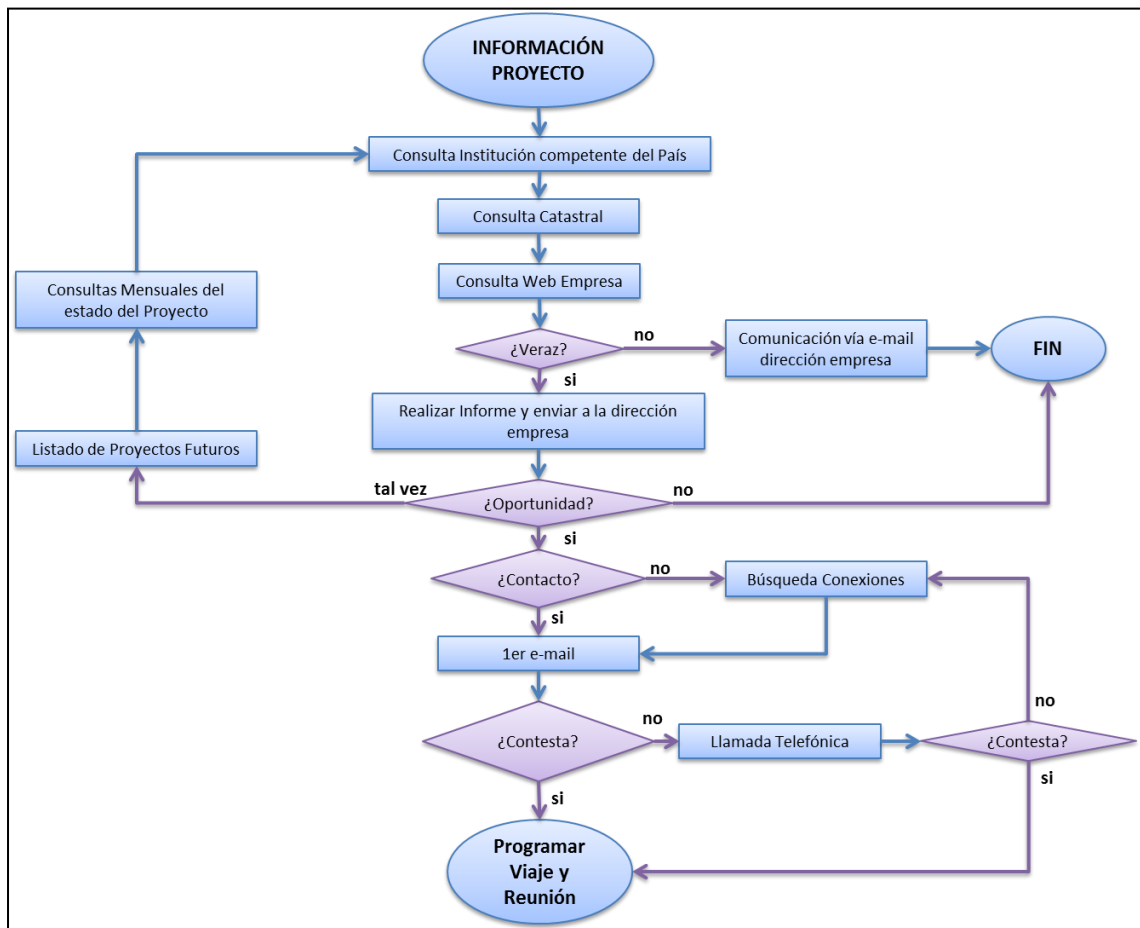 INFORMACIÓN
PROYECTO
Consulta Institución competente del País
Consulta Catastral
Consultas Mensuales del
estado del Proyecto
Consulta Web Empresa
¿Veraz?
no
Comunicación vía e-mail
dirección empresa
FIN
si
Realizar Informe y enviar a la dirección
empresa
Listado de Proyectos Futuros
tal vez
¿Oportunidad?
no
si
¿Contacto?
no
Búsqueda Conexiones
si
1er e-mail
¿Contesta?
no
Llamada Telefónica
no
¿Contesta?
si
si
Programar
Viaje y
Reunión